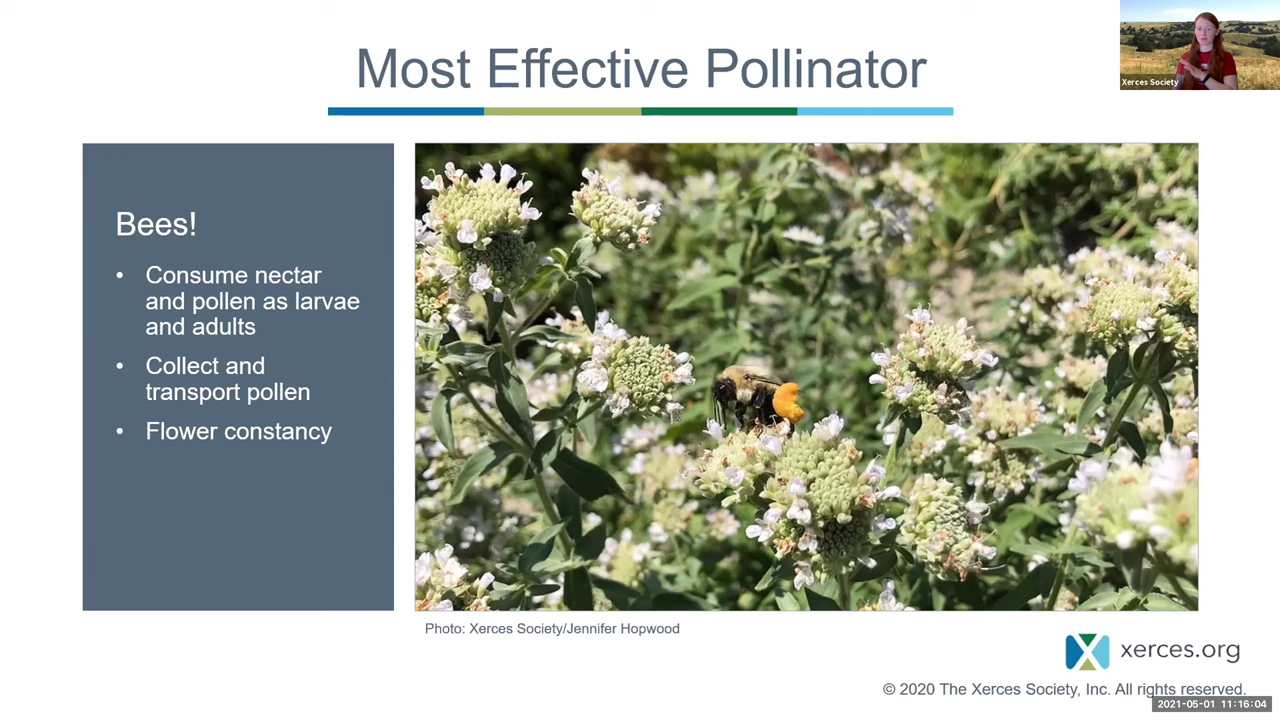 Most Effective Pollinator
Xerces Society
Bees!
• Consume nectar
and pollen as larvae
and adults
• Collect and
transport pollen
• Flower constancy
Photo: Xerces Society/Jennifer Hopwood
xerces.org
© 2020 The Xerces Society, Inc. All rights reserved.
2021-05-01 11:16:04